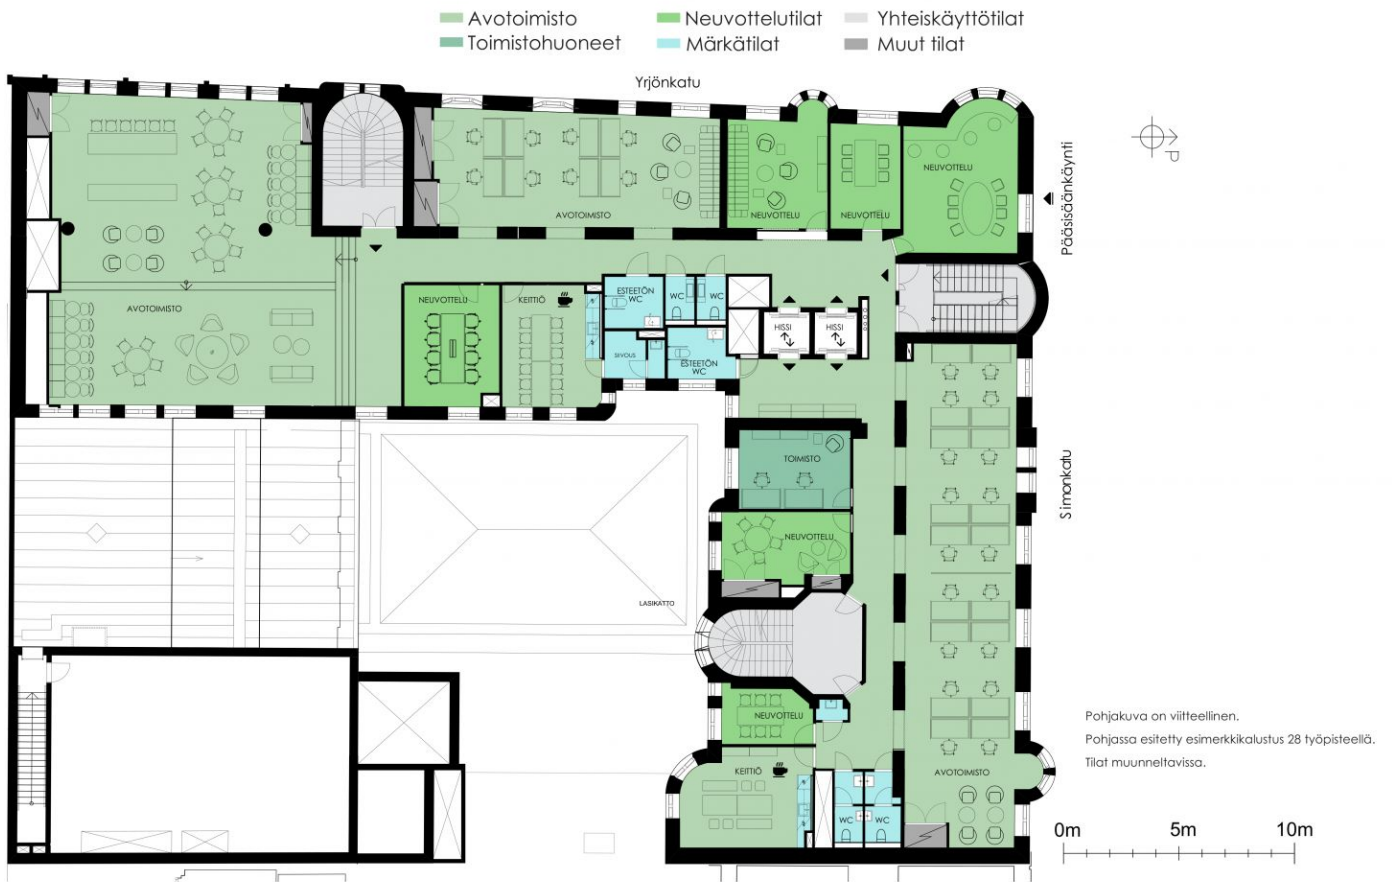 Avotoimisto
Neuvottelutilat
Yhteiskäyttötilat
Toimistohuoneet
Märkätilat
Muut tilat
Yrjönkatu
P
Pääsisäänkäynti
NEUVOTTELU
AVOTOIMISTO
NEUVOTTELU
NEUVOTTELU
AVOTOIMISTO
NEUVOTTELU
KEITTIÖ
ESTEETÖN
WC
WC
WC
HISSI
HISSI
SIVOUS
ESTEETÖN
WC
TOIMISTO
Simonkatu
NEUVOTTELU
LASIKATTO
NEUVOTTELU
KEITTIÖ
AVOTOIMISTO
WC
WC
Pohjakuva on viitteellinen.
Pohjassa esitetty esimerkkikalustus 28 työpisteellä.
Tilat muunneltavissa.
0m
5m
10m